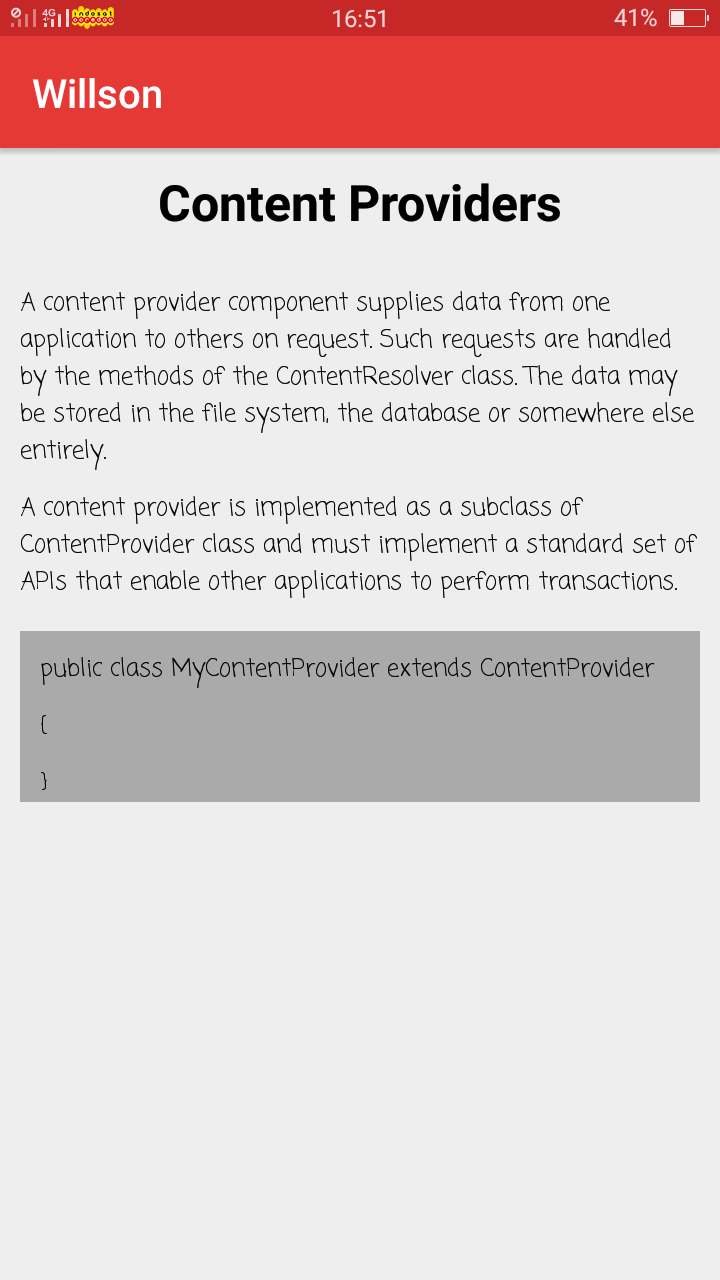 4G indosat ooredoo 16:51 41%
Willson
Content Providers
A content provider component supplies data from one
application to others on request. Such requests are handled
by the methods of the ContentResolver class. The data may
be stored in the file system, the database or somewhere else
entirely.
A content provider is implemented as a subclass of
ContentProvider class and must implement a standard set of
APIs that enable other applications to perform transactions.
public class MyContentProvider extends ContentProvider
{
}